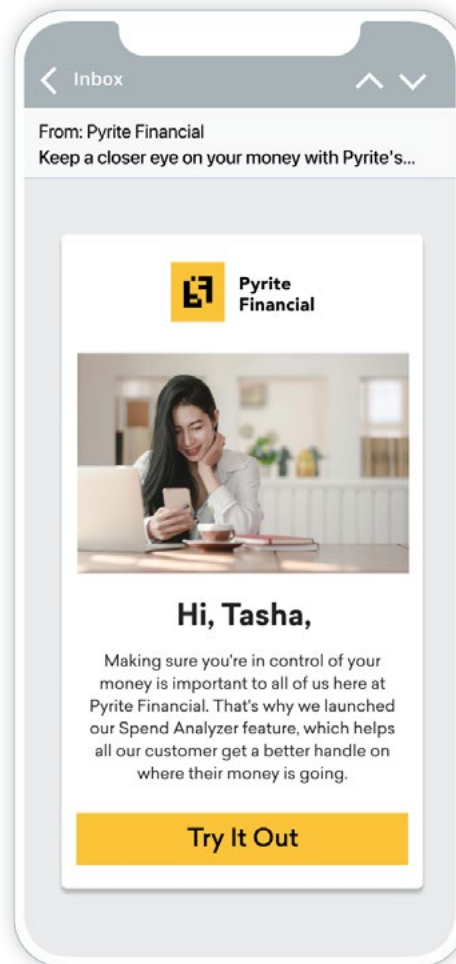 Inbox
From: Pyrite Financial
Keep a closer eye on your money with Pyrite's...
Pyrite
Financial
Hi, Tasha,
Making sure you're in control of your
money is important to all of us here at
Pyrite Financial. That's why we launched
our Spend Analyzer feature, which helps
all our customer get a better handle on
where their money is going.
Try It Out